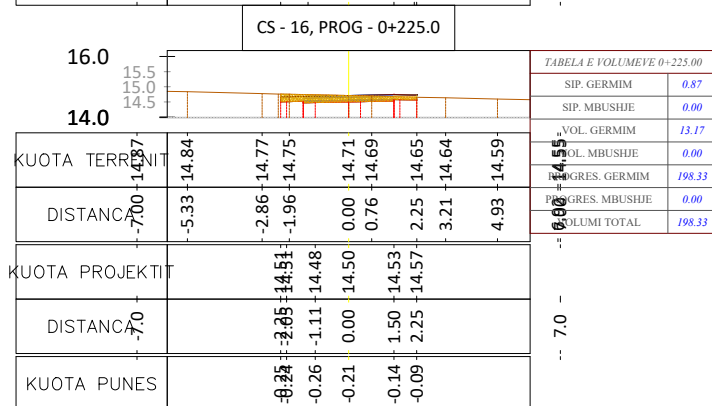 CS - 16, PROG - 0+225.0
16.0
15.5
15.0
14.5
14.0
TABELA E VOLUMEVE 0+225.00
SIP. GERMIM 0.87
SIP. MBUSHJE 0.00
VOL. GERMIM 13.17
VOL. MBUSHJE 0.00
PROGRES. GERMIM 198.33
PROGRES. MBUSHJE 0.00
VOLUMI TOTAL 198.33
KUOTA TERRENIT 14.87 14.84 14.77 14.75 14.71 14.69 14.65 14.64 14.59 14.55
DISTANCA -7.00 -5.33 -2.86 -1.96 0.00 0.76 2.25 3.21 4.93
KUOTA PROJEKTIT 14.51 14.51 14.48 14.50 14.53 14.57
DISTANCA -7.0 -2.25 -2.05 -1.11 0.00 1.50 2.25 7.0
KUOTA PUNES -0.25 -0.24 -0.26 -0.21 -0.14 -0.09